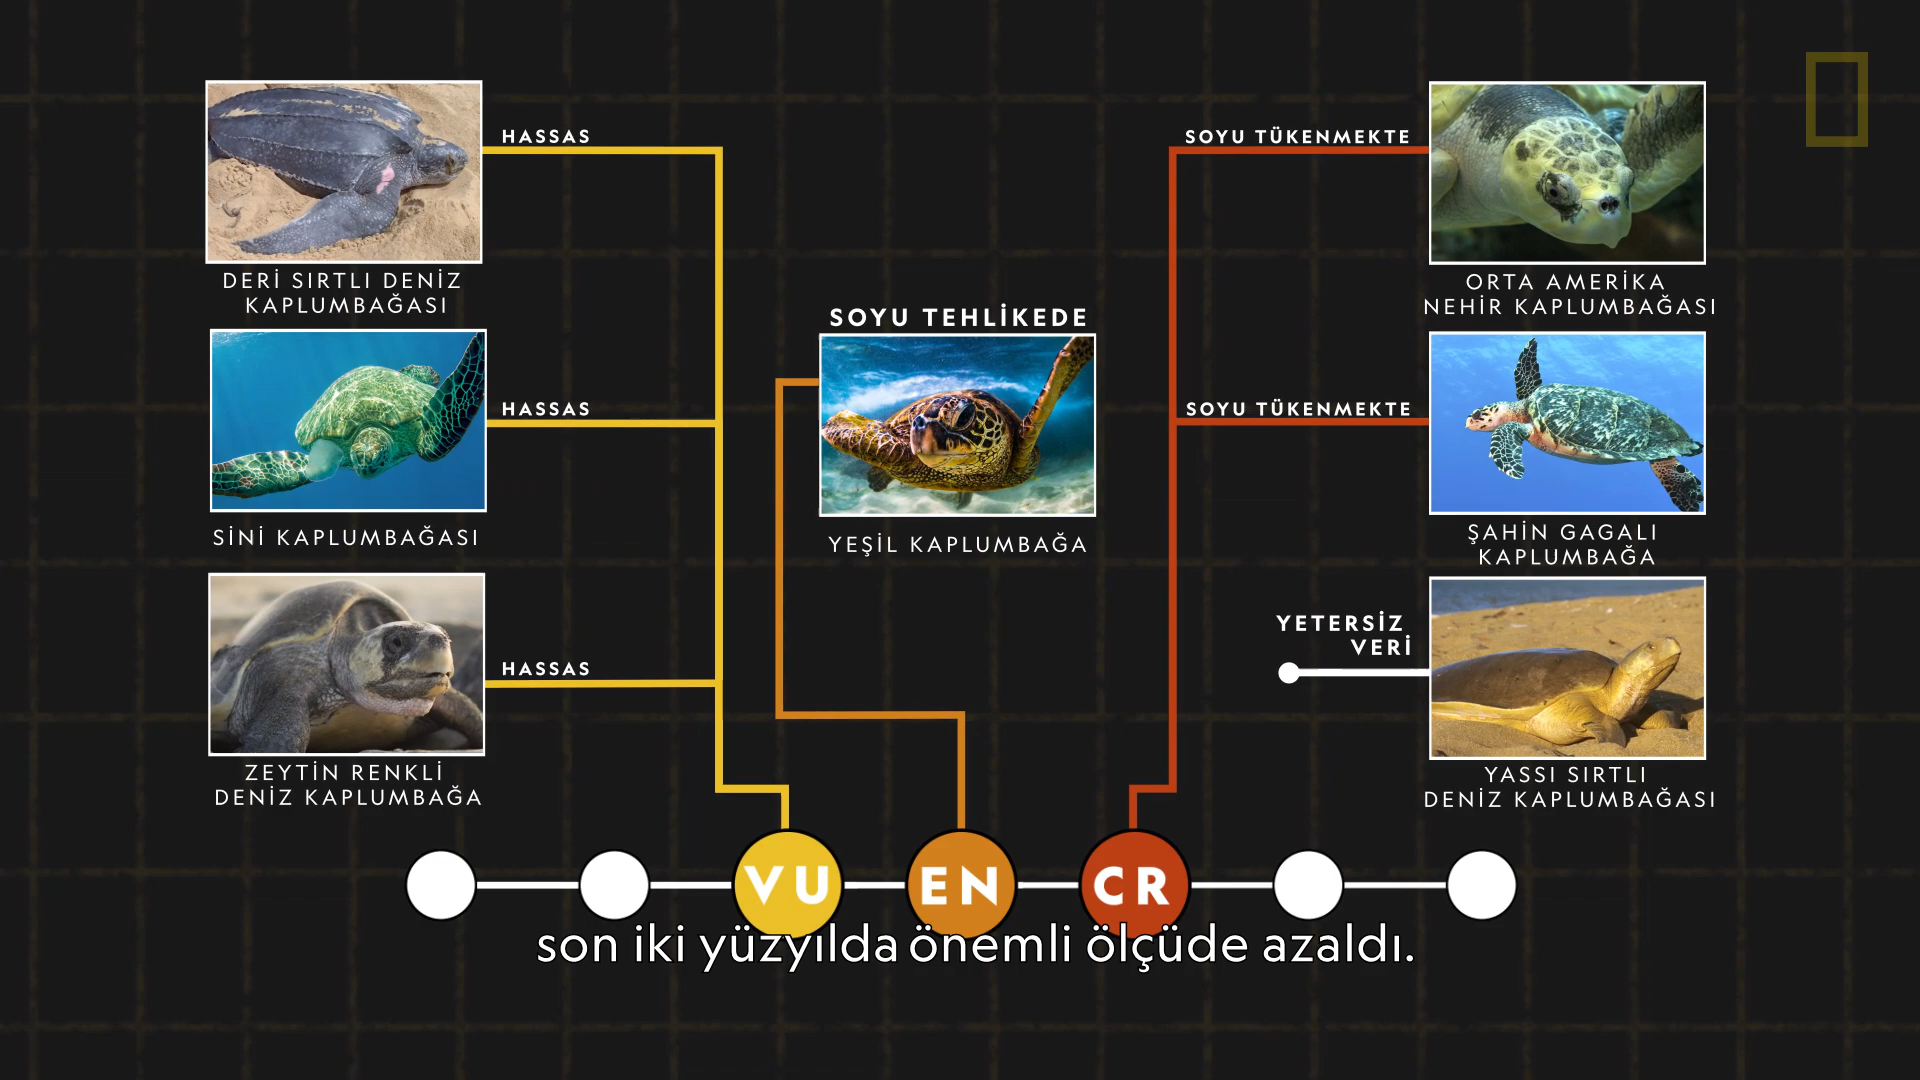 HASSAS
DERİ SIRTLI DENİZ
KAPLUMBAĞASI
HASSAS
SİNİ KAPLUMBAĞASI
HASSAS
ZEYTİN RENKLİ
DENİZ KAPLUMBAĞA
SOYU TEHLİKEDE
YEŞİL KAPLUMBAĞA
SOYU TÜKENMEKTE
ORTA AMERİKA
NEHİR KAPLUMBAĞASI
SOYU TÜKENMEKTE
ŞAHİN GAGALI
KAPLUMBAĞA
YETERSİZ
VERİ
YASSI SIRTLI
DENİZ KAPLUMBAĞASI
VU
EN
CR
son iki yüzyılda önemli ölçüde azaldı.